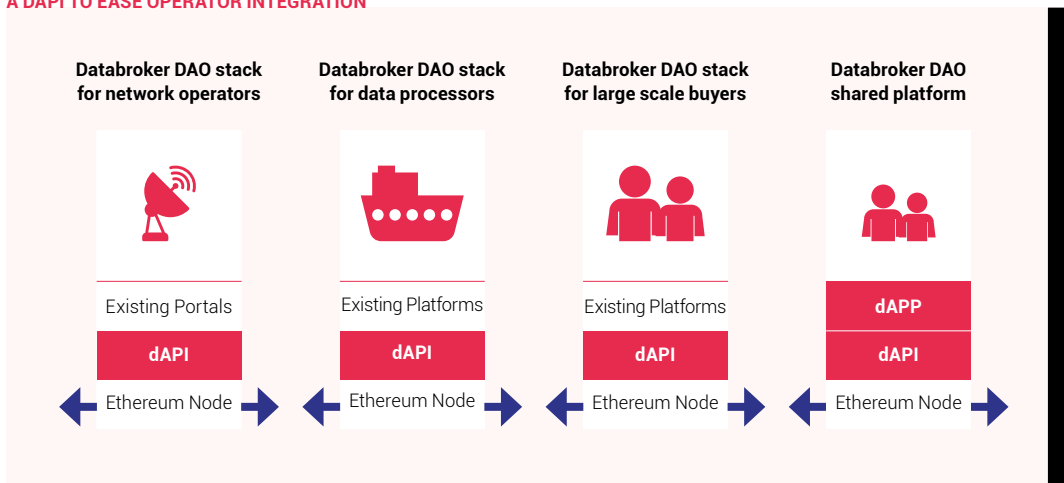 A DAPI TO EASE OPERATOR INTEGRATION
Databroker DAO stack
for network operators
Existing Portals
dAPI
Ethereum Node
Databroker DAO stack
for data processors
Existing Platforms
dAPI
Ethereum Node
Databroker DAO stack
for large scale buyers
Existing Platforms
dAPI
Ethereum Node
Databroker DAO
shared platform
dAPP
dAPI
Ethereum Node